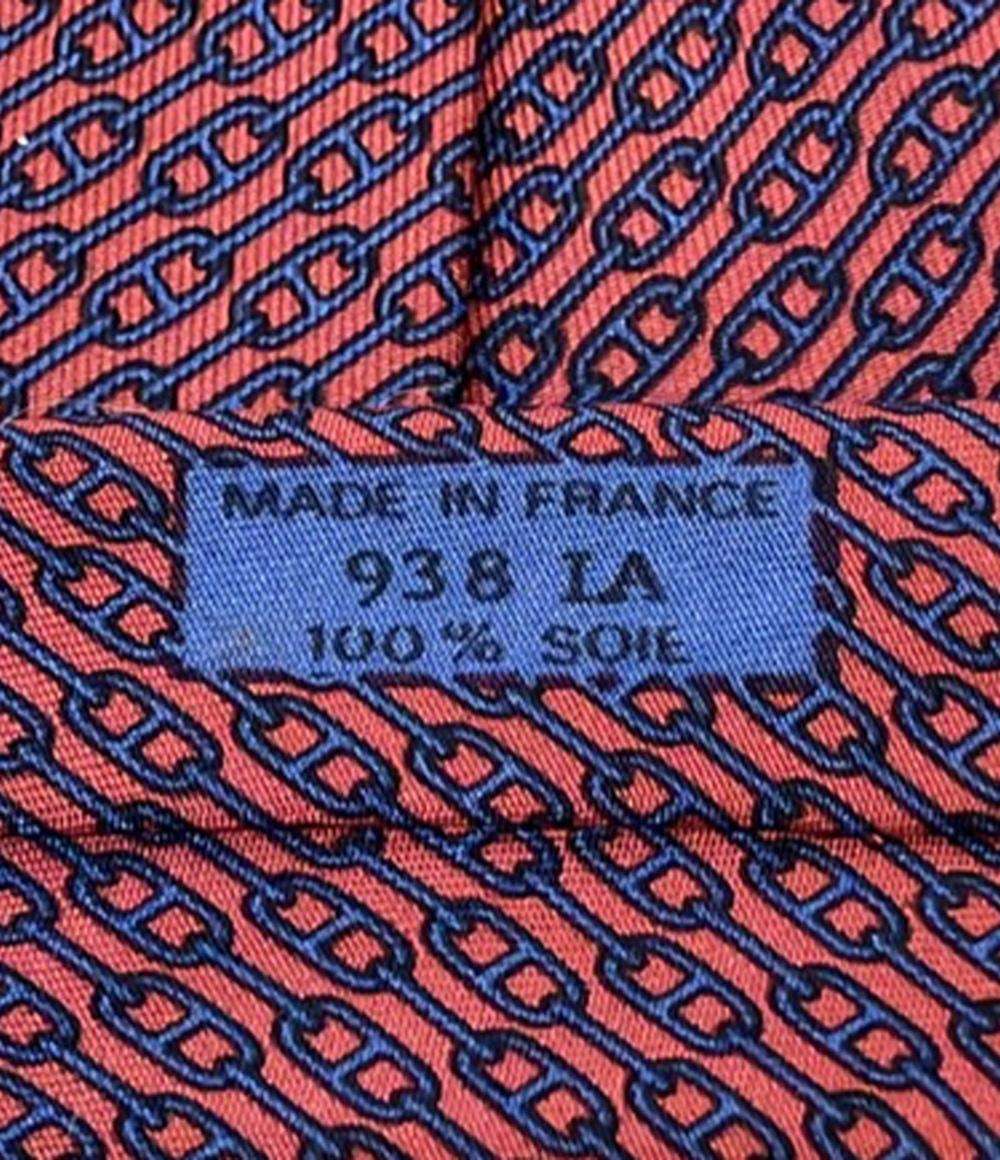 MADE IN FRANCE
938 IA
100 % SOIE